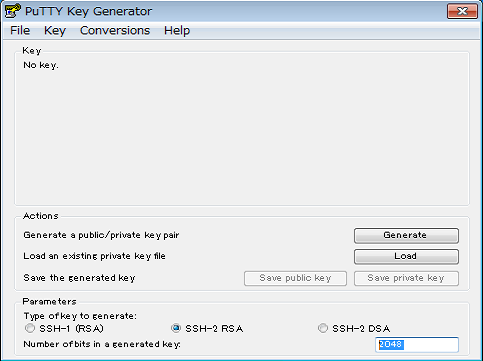 PuTTY Key Generator
File Key Conversions Help
Key
No key.
Actions
Generate a public/private key pair Generate
Load an existing private key file Load
Save the generated key Save public key Save private key
Parameters
Type of key to generate:
SSH-1 (RSA) SSH-2 RSA SSH-2 DSA
Number of bits in a generated key: 2048